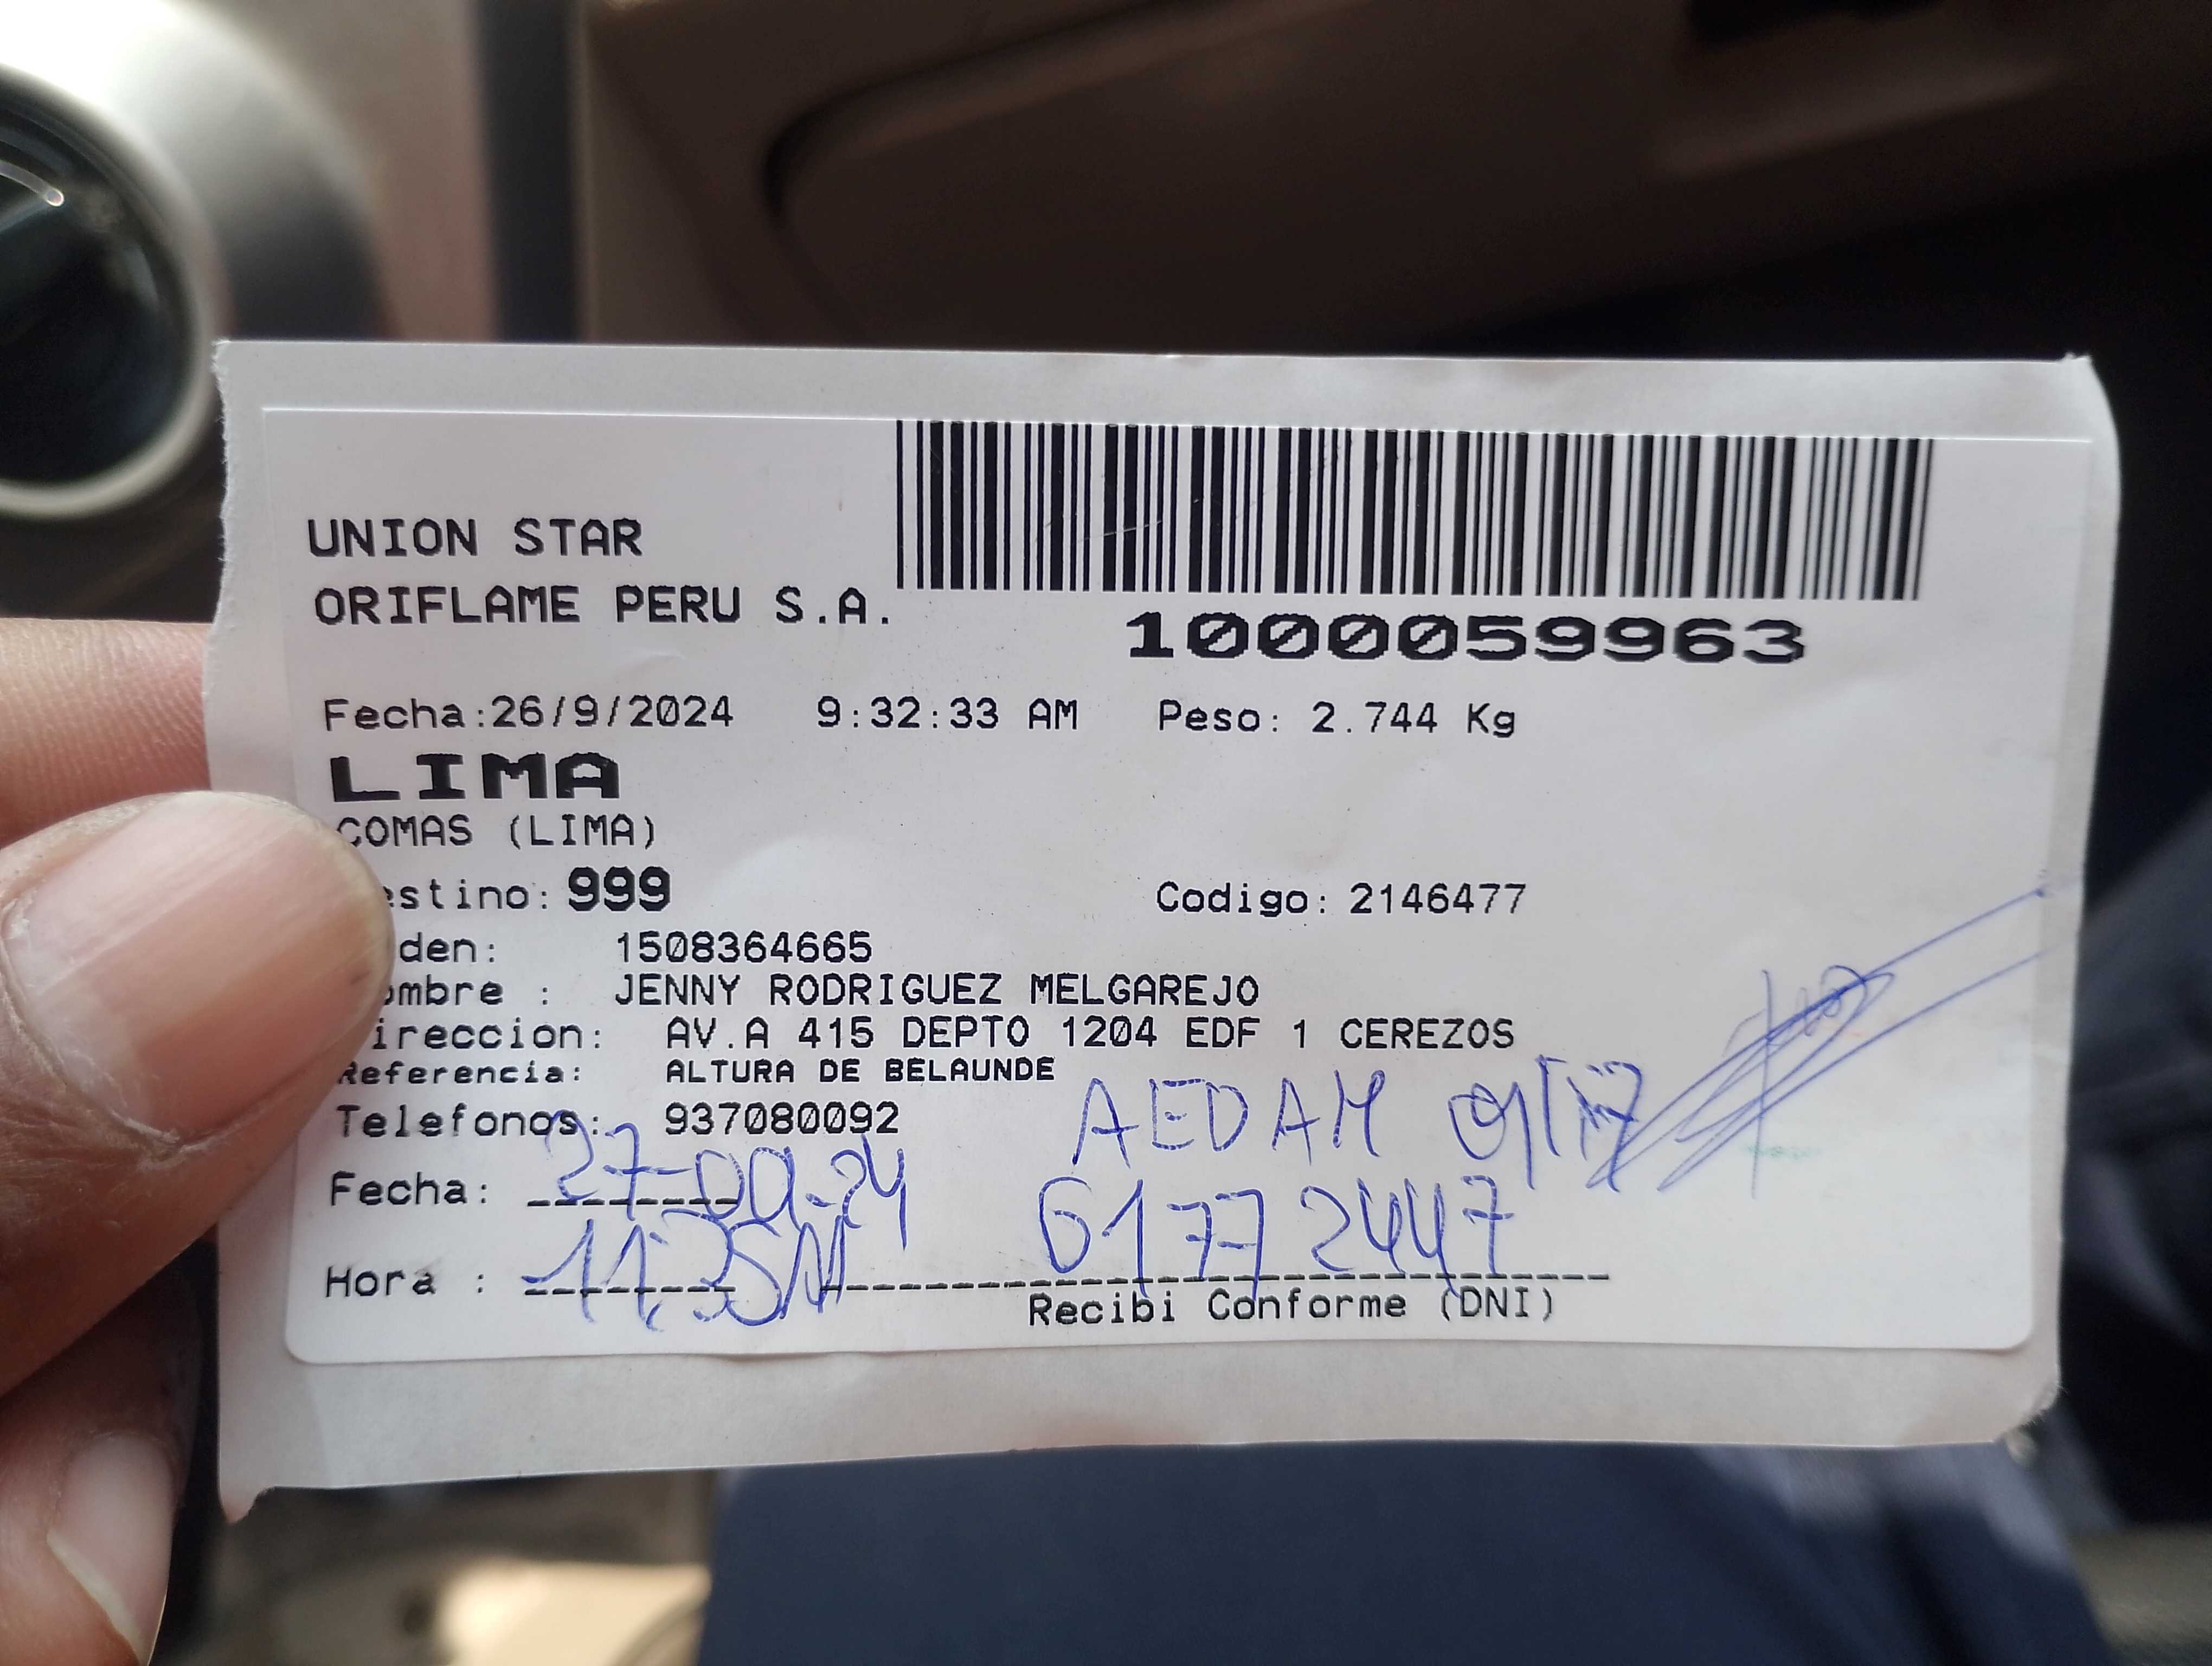 UNION STAR
ORIFLAME PERU S.A.
1000059963
Fecha:26/9/2024 9:32:33 AM Peso: 2.744 Kg
LIMA
COMAS (LIMA)
estino: 999 Codigo: 2146477
den: 1508364665
ombre : JENNY RODRIGUEZ MELGAREJO
ireccion: AV.A 415 DEPTO 1204 EDF 1 CEREZOS
Referencia: ALTURA DE BELAUNDE
Telefonos: 937080092 AEDAM
Fecha: 27-09-24 61772447
Hora :
Recibi Conforme (DNI)